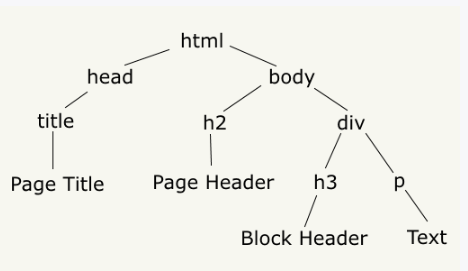 html
head
body
title
h2
div
Page Title
Page Header
h3
p
Block Header
Text